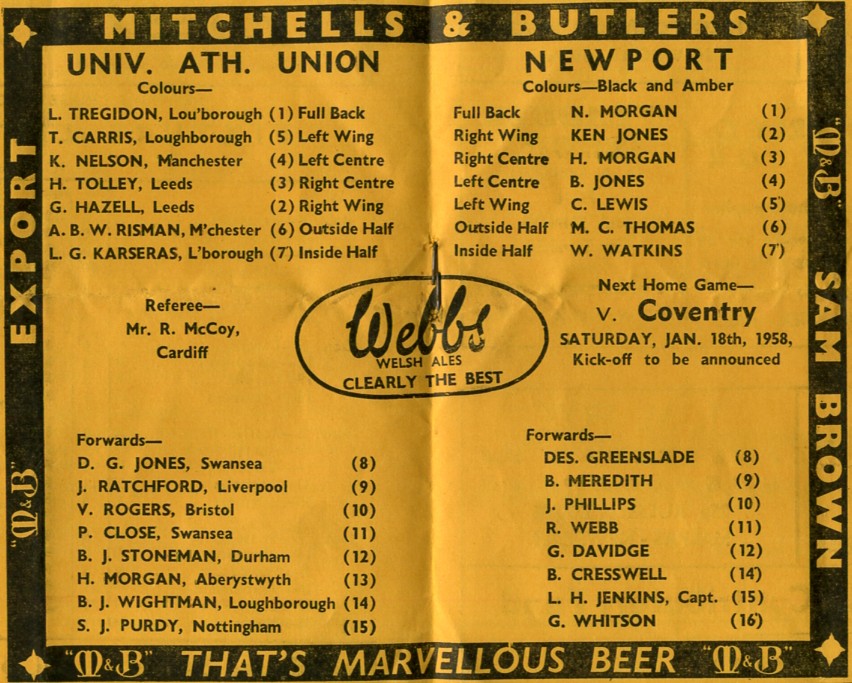 MITCHELLS & BUTLERS
EXPORT
"M&B"
UNIV. ATH. UNION
Colours—
L. TREGIDON, Lou'borough (1) Full Back
T. CARRIS, Loughborough (5) Left Wing
K. NELSON, Manchester (4) Left Centre
H. TOLLEY, Leeds (3) Right Centre
G. HAZELL, Leeds (2) Right Wing
A. B. W. RISMAN, M'chester (6) Outside Half
L. G. KARSERAS, L'borough (7) Inside Half
Referee—
Mr. R. McCoy,
Cardiff
Forwards—
D. G. JONES, Swansea (8)
J. RATCHFORD, Liverpool (9)
V. ROGERS, Bristol (10)
P. CLOSE, Swansea (11)
B. J. STONEMAN, Durham (12)
H. MORGAN, Aberystwyth (13)
B. J. WIGHTMAN, Loughborough (14)
S. J. PURDY, Nottingham (15)
Webbs
WELSH ALES
CLEARLY THE BEST
NEWPORT
Colours—Black and Amber
Full Back N. MORGAN (1)
Right Wing KEN JONES (2)
Right Centre H. MORGAN (3)
Left Centre B. JONES (4)
Left Wing C. LEWIS (5)
Outside Half M. C. THOMAS (6)
Inside Half W. WATKINS (7)
Next Home Game—
v. Coventry
SATURDAY, JAN. 18th, 1958,
Kick-off to be announced
Forwards—
DES. GREENSLADE (8)
B. MEREDITH (9)
J. PHILLIPS (10)
R. WEBB (11)
G. DAVIDGE (12)
B. CRESSWELL (14)
L. H. JENKINS, Capt. (15)
G. WHITSON (16)
"M&B"
SAM BROWN
"M&B" THAT'S MARVELLOUS BEER "M&B"